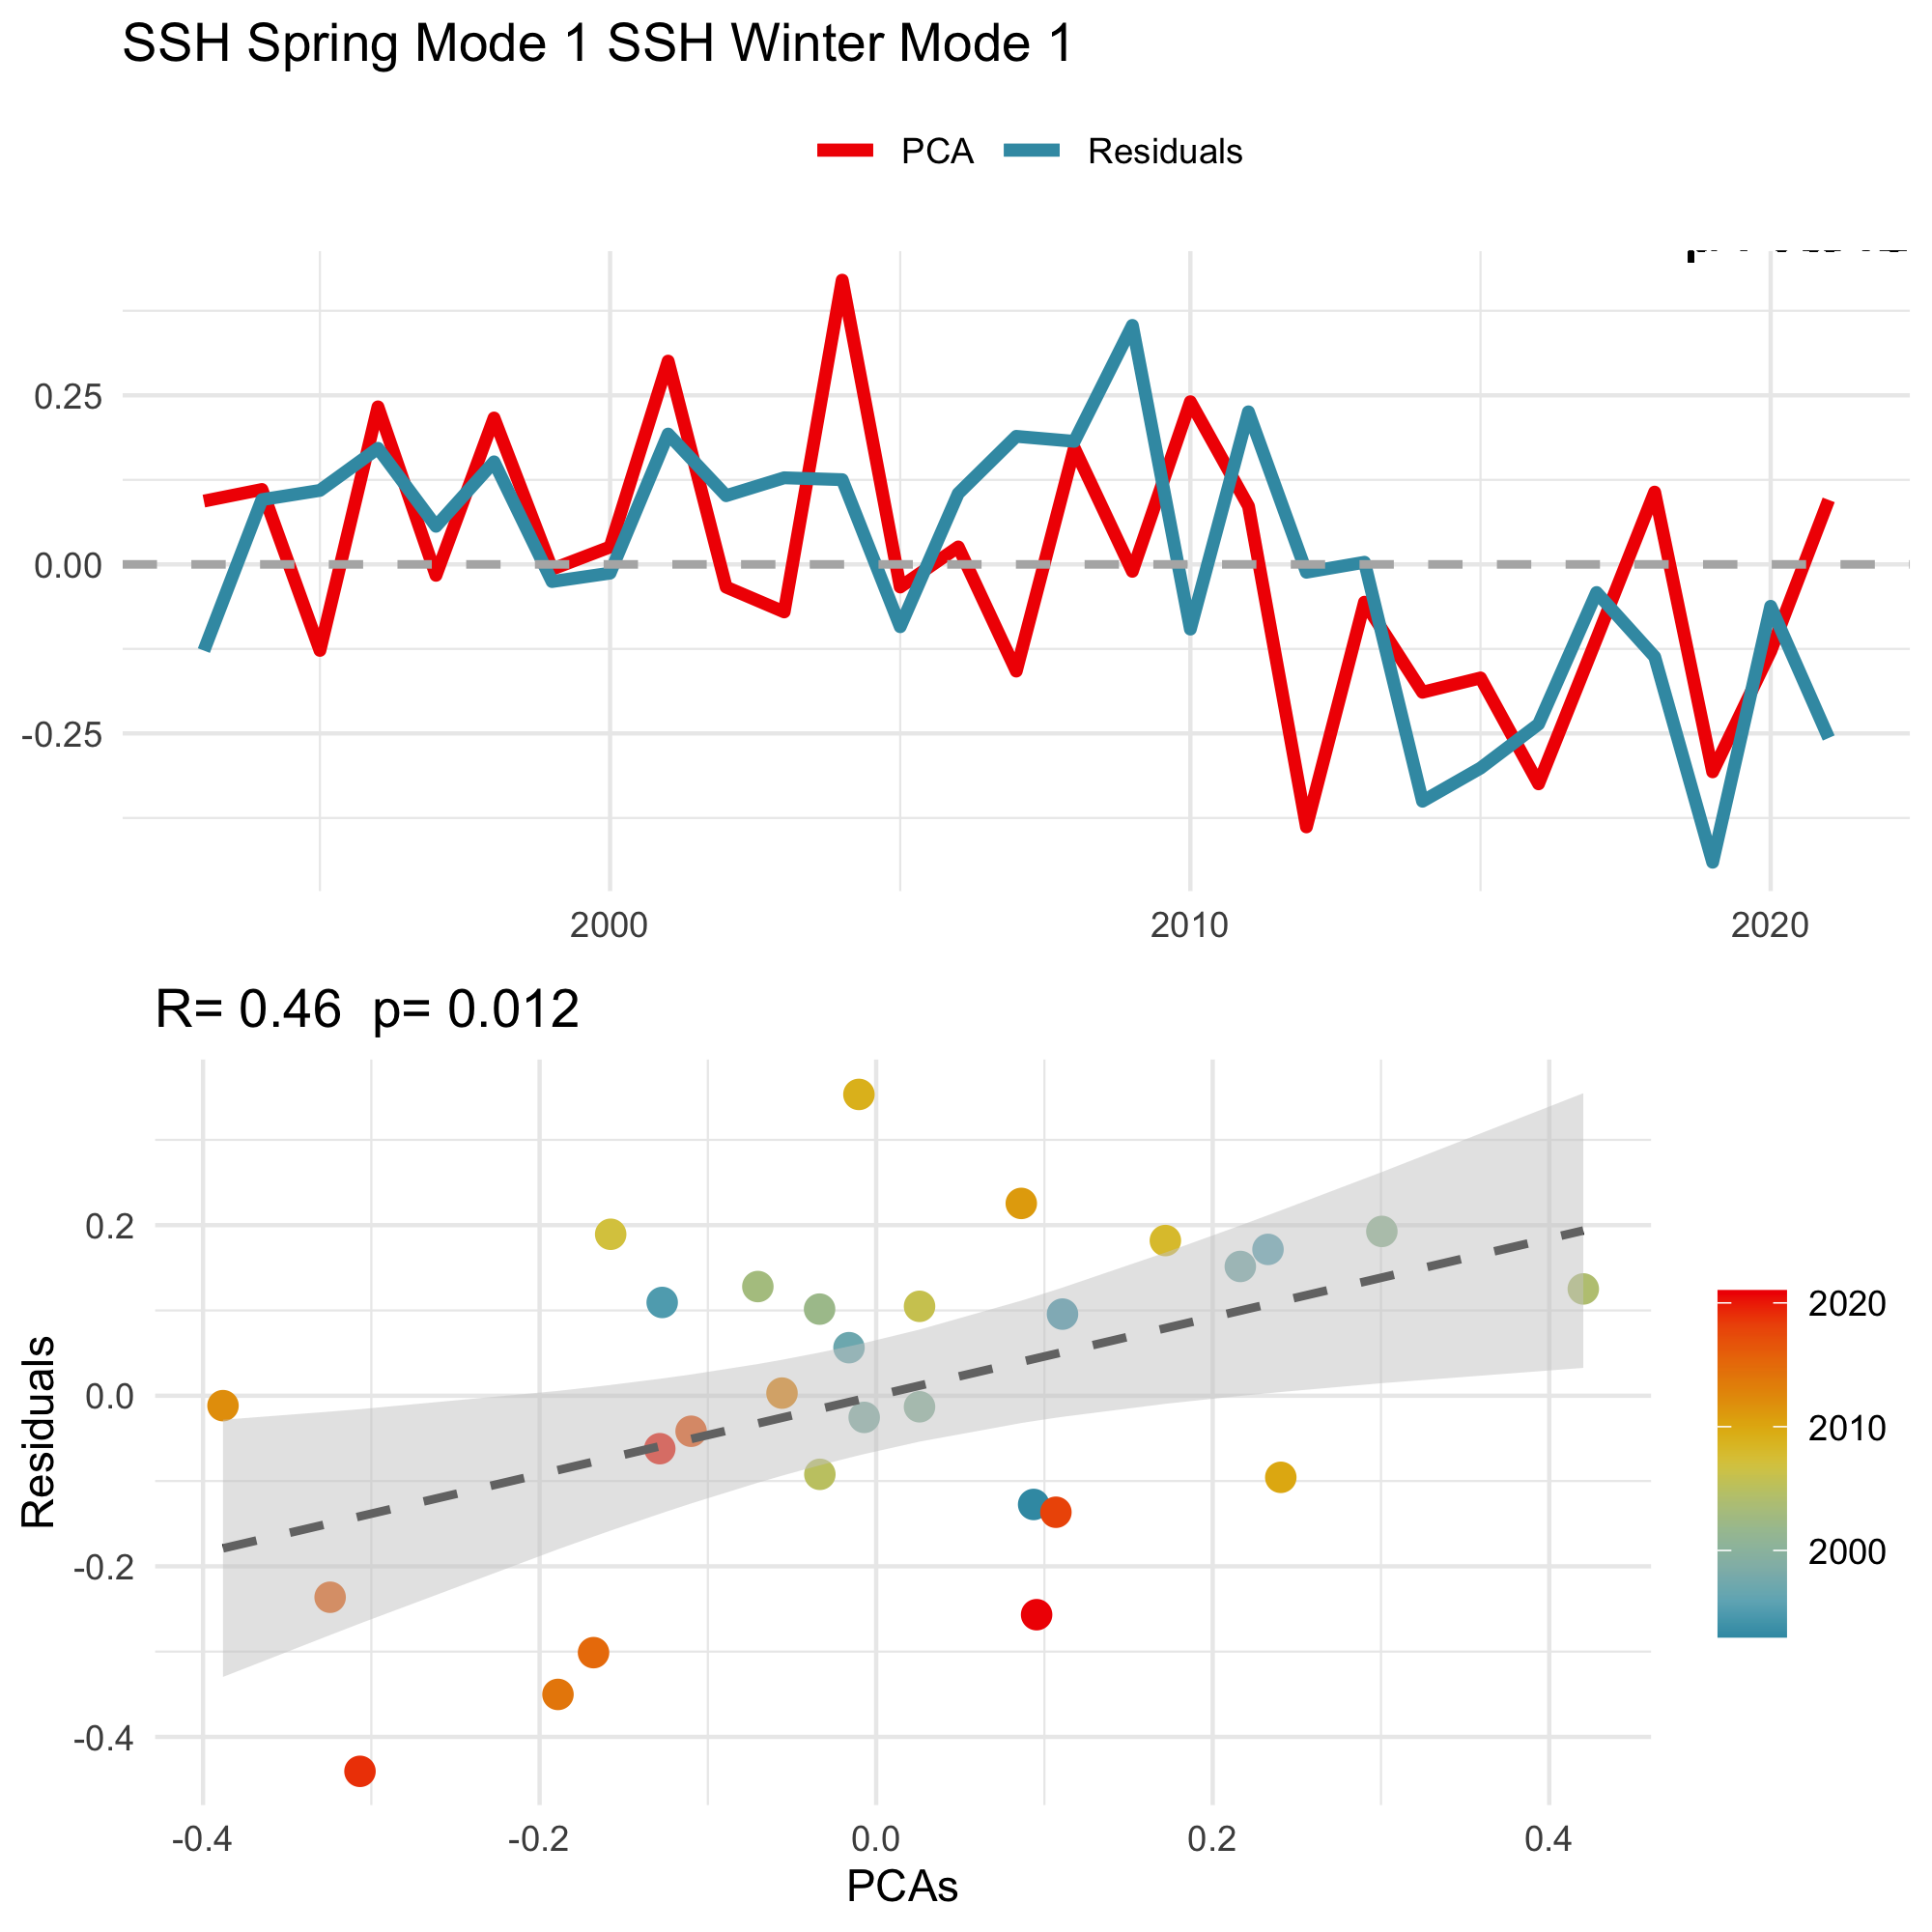 SSH Spring Mode 1 SSH Winter Mode 1
PCA Residuals
0.25
0.00
-0.25
2000 2010 2020
R= 0.46 p= 0.012
Residuals
0.2
0.0
-0.2
-0.4
-0.4 -0.2 0.0 0.2 0.4
PCAs
2020
2010
2000